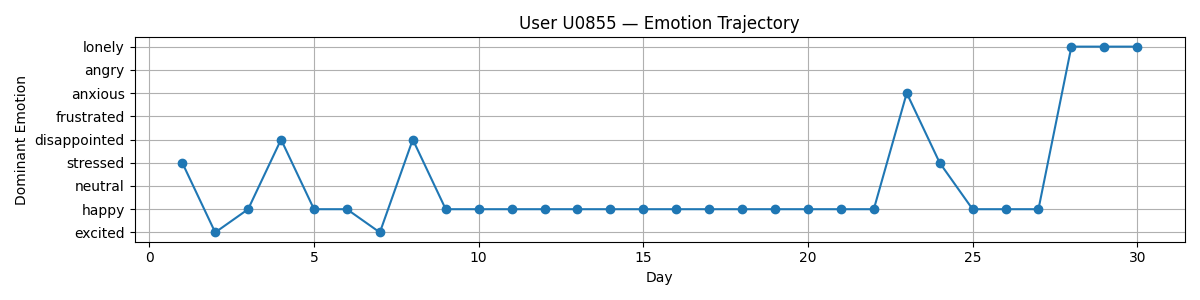 User U0855 — Emotion Trajectory
Dominant Emotion
lonely
angry
anxious
frustrated
disappointed
stressed
neutral
happy
excited
0 5 10 15 20 25 30
Day